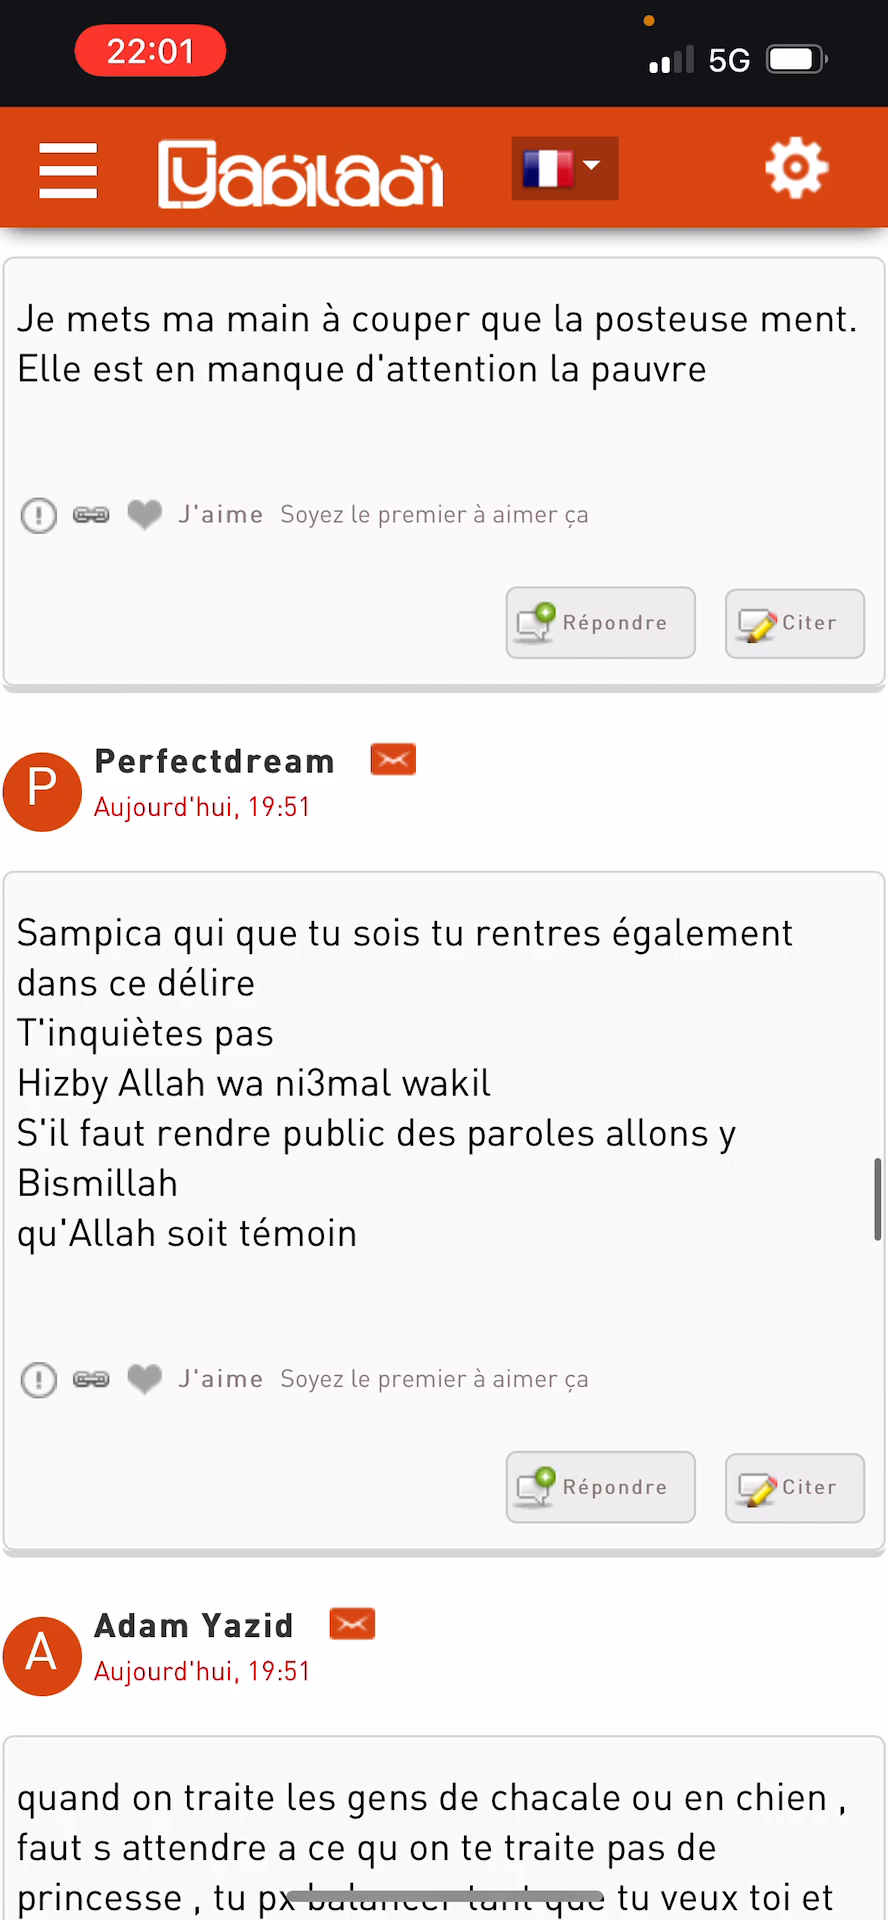 22:01
5G
yabiladi
Je mets ma main à couper que la posteuse ment.
Elle est en manque d'attention la pauvre
J'aime Soyez le premier à aimer ça
Répondre Citer
P
Perfectdream
Aujourd'hui, 19:51
Sampica qui que tu sois tu rentres également
dans ce délire
T'inquiètes pas
Hizby Allah wa ni3mal wakil
S'il faut rendre public des paroles allons y
Bismillah
qu'Allah soit témoin
J'aime Soyez le premier à aimer ça
Répondre Citer
A
Adam Yazid
Aujourd'hui, 19:51
quand on traite les gens de chacale ou en chien ,
faut s attendre a ce qu on te traite pas de
princesse , tu px balancer tant que tu veux toi et